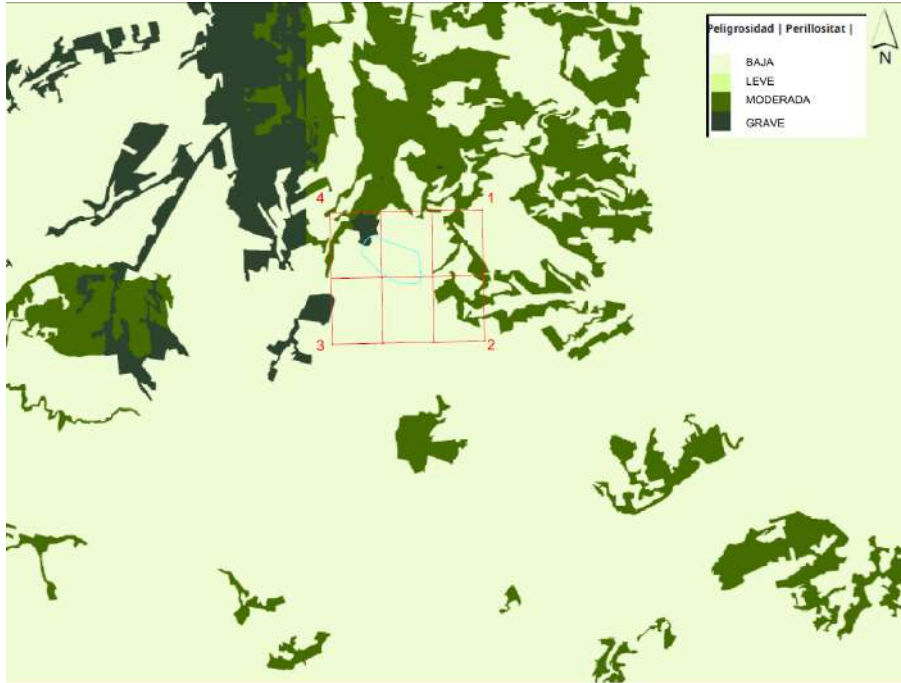 Peligrosidad | Perillositat |
N
BAJA
LEVE
MODERADA
GRAVE
4
1
3
2